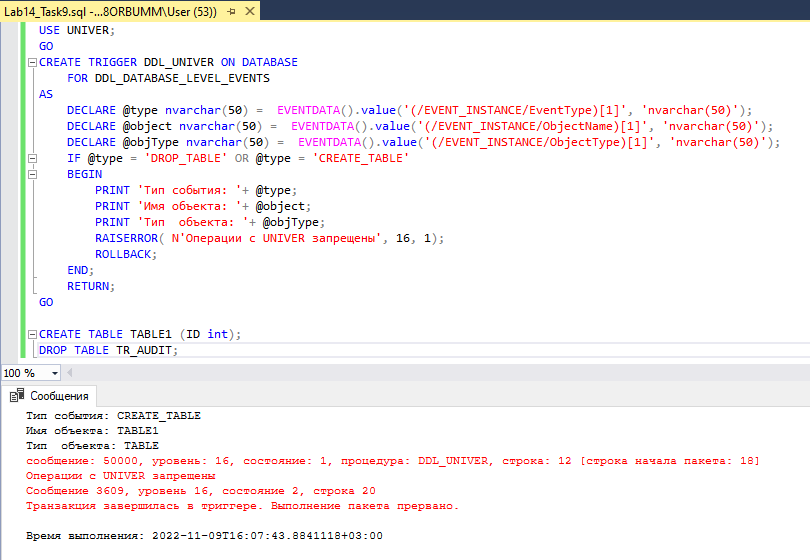 Lab14_Task9.sql -...8ORBUMM\User (53))
USE UNIVER;
GO
CREATE TRIGGER DDL_UNIVER ON DATABASE
FOR DDL_DATABASE_LEVEL_EVENTS
AS
DECLARE @type nvarchar(50) =  EVENTDATA().value('(/EVENT_INSTANCE/EventType)[1]', 'nvarchar(50)');
DECLARE @object nvarchar(50) =  EVENTDATA().value('(/EVENT_INSTANCE/ObjectName)[1]', 'nvarchar(50)');
DECLARE @objType nvarchar(50) =  EVENTDATA().value('(/EVENT_INSTANCE/ObjectType)[1]', 'nvarchar(50)');
IF @type = 'DROP_TABLE' OR @type = 'CREATE_TABLE'
BEGIN
PRINT 'Тип события: '+ @type;
PRINT 'Имя объекта: '+ @object;
PRINT 'Тип  объекта: '+ @objType;
RAISERROR( N'Операции с UNIVER запрещены', 16, 1);
ROLLBACK;
END;
RETURN;
GO
CREATE TABLE TABLE1 (ID int);
DROP TABLE TR_AUDIT;
100 %
Сообщения
Тип события: CREATE_TABLE
Имя объекта: TABLE1
Тип  объекта: TABLE
сообщение: 50000, уровень: 16, состояние: 1, процедура: DDL_UNIVER, строка: 12 [строка начала пакета: 18]
Операции с UNIVER запрещены
Сообщение 3609, уровень 16, состояние 2, строка 20
Транзакция завершилась в триггере. Выполнение пакета прервано.
Время выполнения: 2022-11-09T16:07:43.8841118+03:00